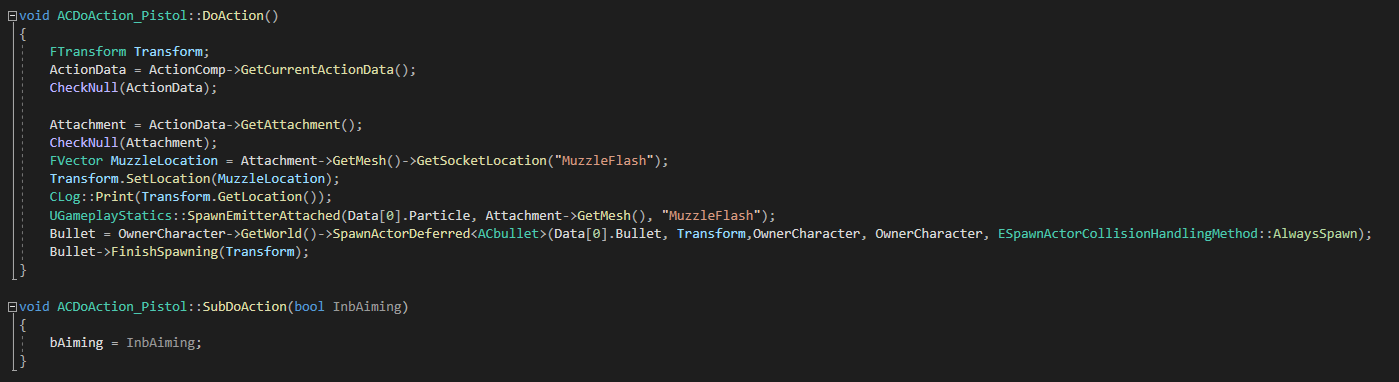 void ACDoAction_Pistol::DoAction()
{
    FTransform Transform;
    ActionData = ActionComp->GetCurrentActionData();
    CheckNull(ActionData);

    Attachment = ActionData->GetAttachment();
    CheckNull(Attachment);
    FVector MuzzleLocation = Attachment->GetMesh()->GetSocketLocation("MuzzleFlash");
    Transform.SetLocation(MuzzleLocation);
    CLog::Print(Transform.GetLocation());
    UGameplayStatics::SpawnEmitterAttached(Data[0].Particle, Attachment->GetMesh(), "MuzzleFlash");
    Bullet = OwnerCharacter->GetWorld()->SpawnActorDeferred<ACbullet>(Data[0].Bullet, Transform,OwnerCharacter, OwnerCharacter, ESpawnActorCollisionHandlingMethod::AlwaysSpawn);
    Bullet->FinishSpawning(Transform);
}

void ACDoAction_Pistol::SubDoAction(bool InbAiming)
{
    bAiming = InbAiming;
}